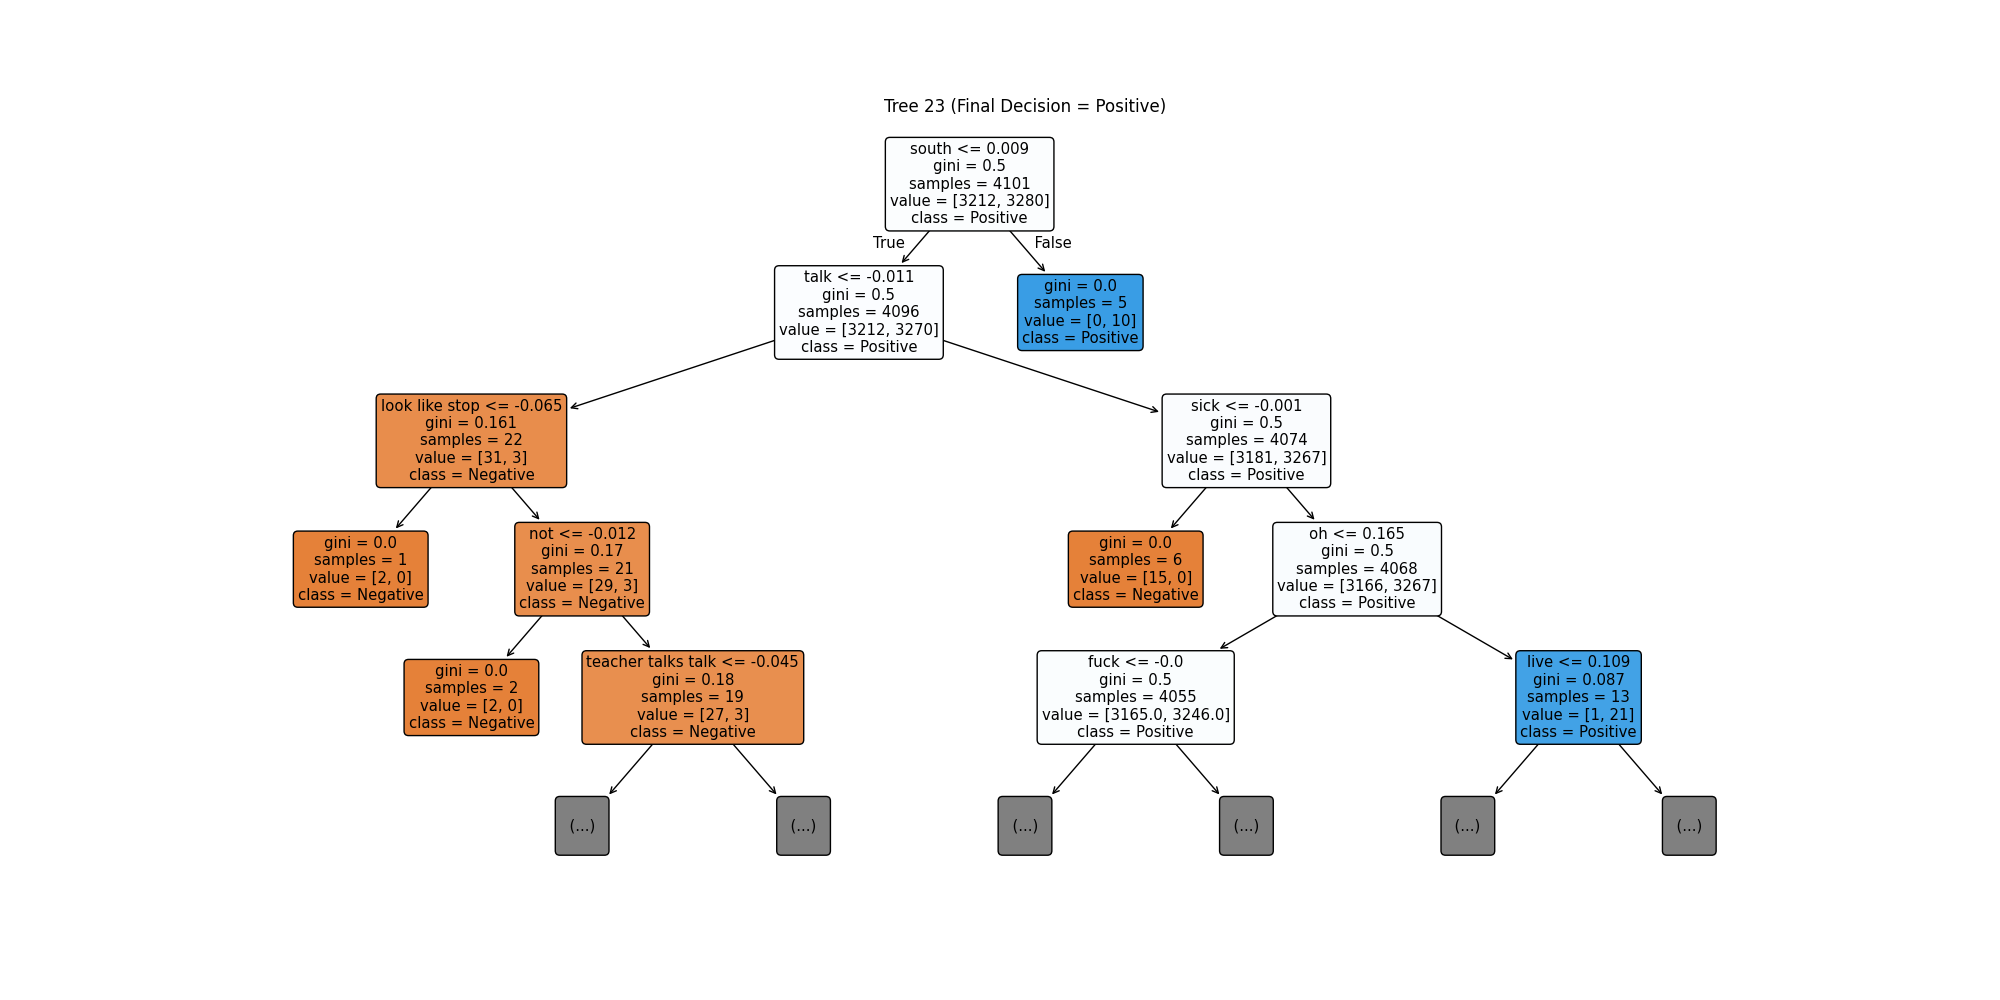 Tree 23 (Final Decision = Positive)
south <= 0.009
gini = 0.5
samples = 4101
value = [3212, 3280]
class = Positive
True
False
talk <= -0.011
gini = 0.5
samples = 4096
value = [3212, 3270]
class = Positive
gini = 0.0
samples = 5
value = [0, 10]
class = Positive
look like stop <= -0.065
gini = 0.161
samples = 22
value = [31, 3]
class = Negative
sick <= -0.001
gini = 0.5
samples = 4074
value = [3181, 3267]
class = Positive
gini = 0.0
samples = 1
value = [2, 0]
class = Negative
not <= -0.012
gini = 0.17
samples = 21
value = [29, 3]
class = Negative
gini = 0.0
samples = 6
value = [15, 0]
class = Negative
oh <= 0.165
gini = 0.5
samples = 4068
value = [3166, 3267]
class = Positive
gini = 0.0
samples = 2
value = [2, 0]
class = Negative
teacher talks talk <= -0.045
gini = 0.18
samples = 19
value = [27, 3]
class = Negative
fuck <= -0.0
gini = 0.5
samples = 4055
value = [3165.0, 3246.0]
class = Positive
live <= 0.109
gini = 0.087
samples = 13
value = [1, 21]
class = Positive
(...)
(...)
(...)
(...)
(...)
(...)